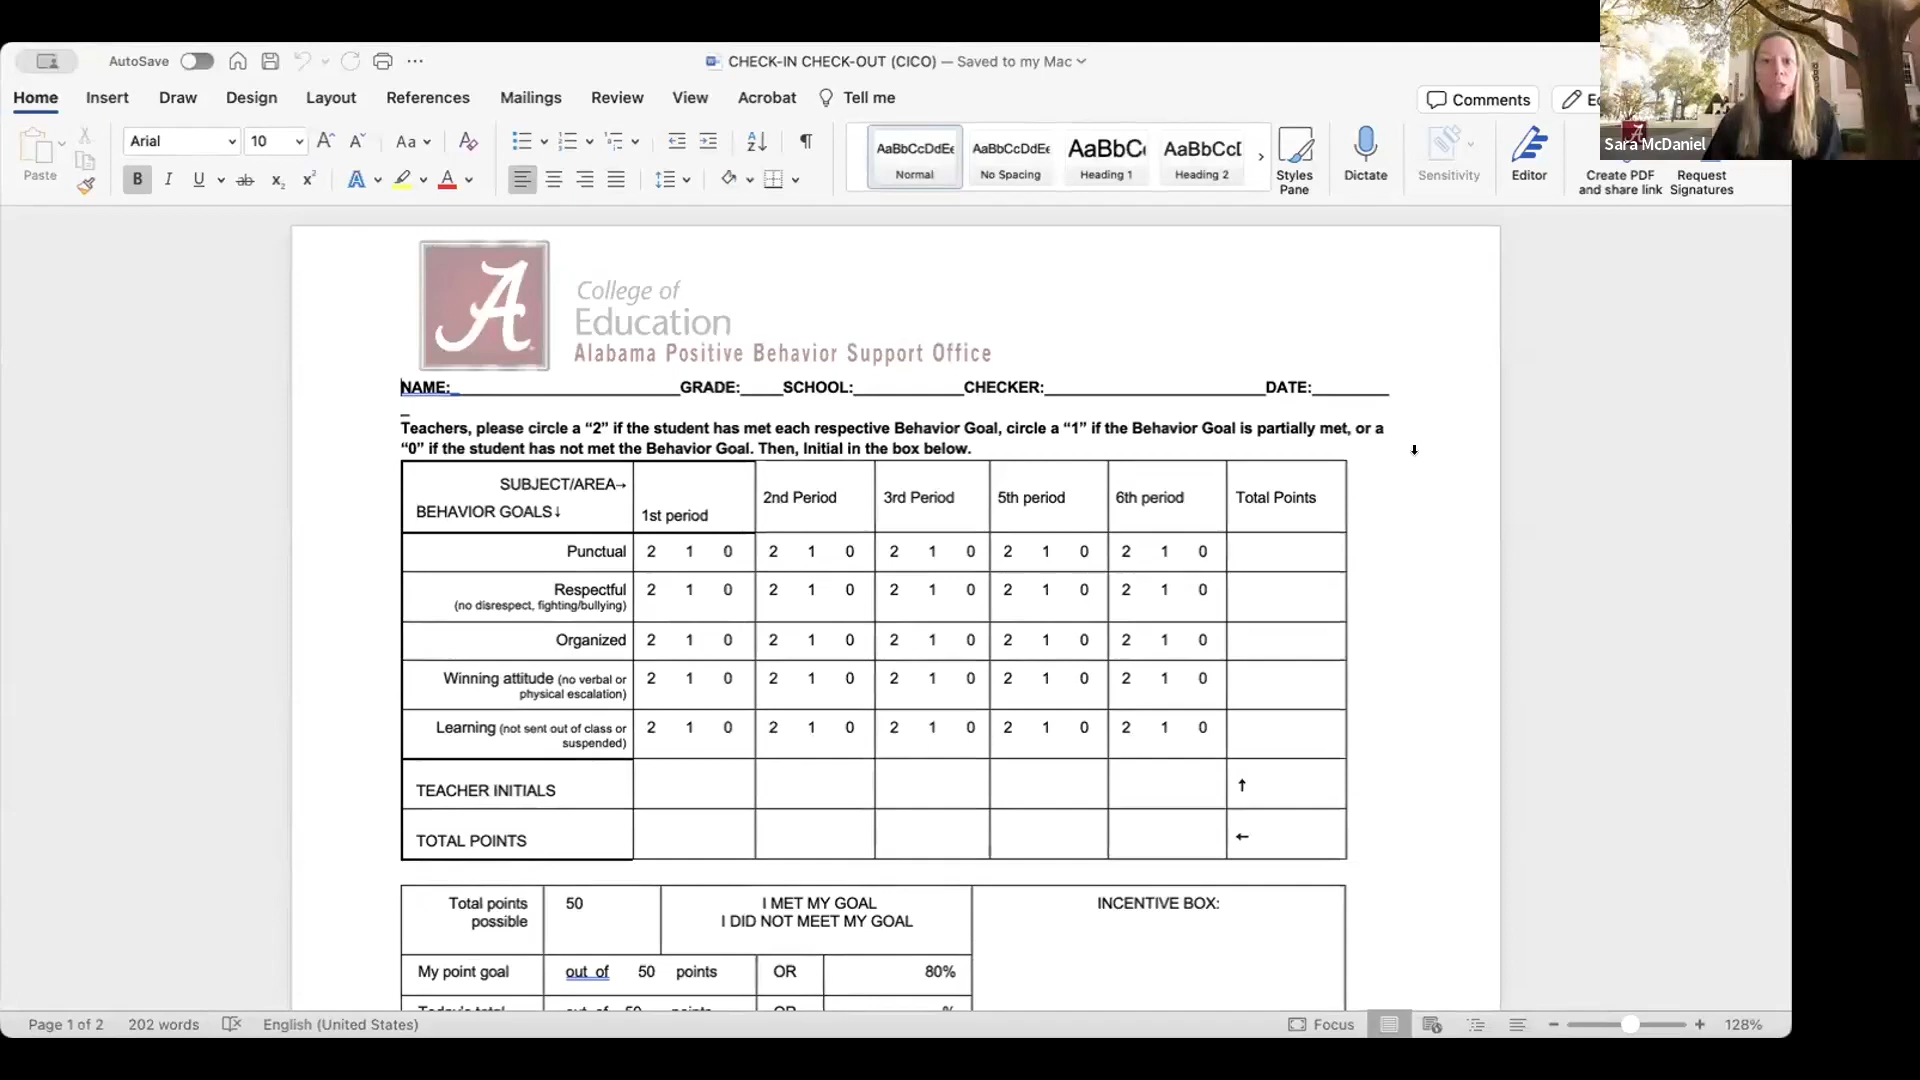 AutoSave
CHECK-IN CHECK-OUT (CICO) — Saved to my Mac
Home Insert Draw Design Layout References Mailings Review View Acrobat Tell me
Comments
Sara McDaniel
Paste
Arial 10
Aa
B I U ab x₂ x²
A A
AaBbCcDdEe AaBbCcDdEe AaBbC AaBbCcD
Normal No Spacing Heading 1 Heading 2
Styles Pane
Dictate
Sensitivity
Editor
Create PDF and share link
Request Signatures
A
College of
Education
Alabama Positive Behavior Support Office
NAME:_ GRADE:_____SCHOOL:___________CHECKER:________________________DATE:________
Teachers, please circle a “2” if the student has met each respective Behavior Goal, circle a “1” if the Behavior Goal is partially met, or a
“0” if the student has not met the Behavior Goal. Then, Initial in the box below.
SUBJECT/AREA→
BEHAVIOR GOALS↓
1st period 2nd Period 3rd Period 5th period 6th period Total Points
Punctual 2 1 0 2 1 0 2 1 0 2 1 0 2 1 0
Respectful 2 1 0 2 1 0 2 1 0 2 1 0 2 1 0
(no disrespect, fighting/bullying)
Organized 2 1 0 2 1 0 2 1 0 2 1 0 2 1 0
Winning attitude (no verbal or 2 1 0 2 1 0 2 1 0 2 1 0 2 1 0
physical escalation)
Learning (not sent out of class or 2 1 0 2 1 0 2 1 0 2 1 0 2 1 0
suspended)
TEACHER INITIALS ↑
TOTAL POINTS ←
Total points
possible
50
I MET MY GOAL
I DID NOT MEET MY GOAL
INCENTIVE BOX:
My point goal out of 50 points OR 80%
Page 1 of 2 202 words English (United States) Focus 128%